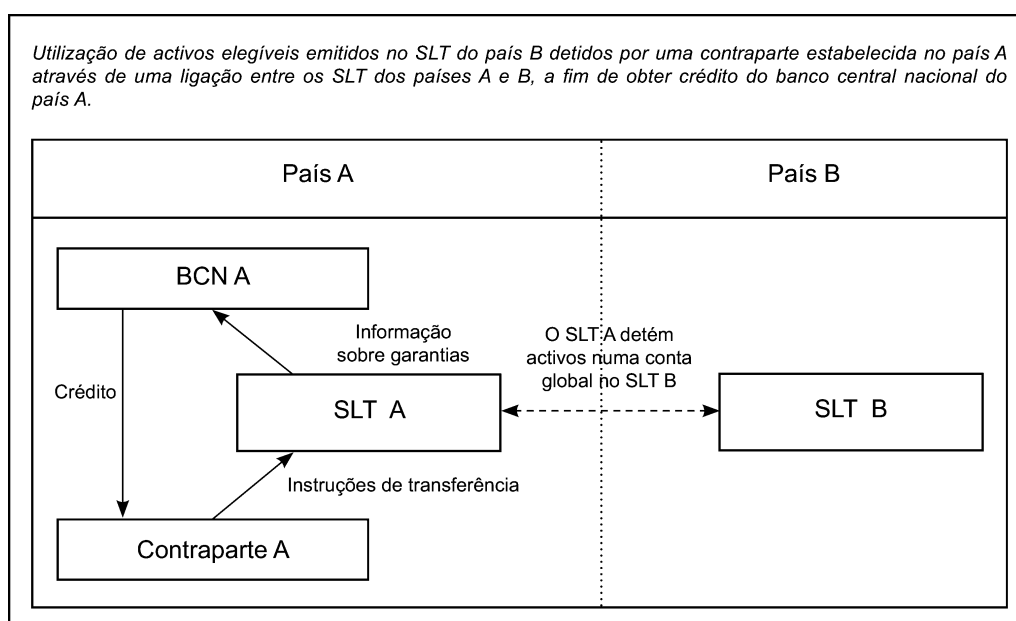 Utilização de activos elegíveis emitidos no SLT do país B detidos por uma contraparte estabelecida no país A
através de uma ligação entre os SLT dos países A e B, a fim de obter crédito do banco central nacional do
país A.
País A
País B
BCN A
Informação
sobre garantias
O SLT A detém
activos numa conta
global no SLT B
Crédito
SLT A
SLT B
Instruções de transferência
Contraparte A